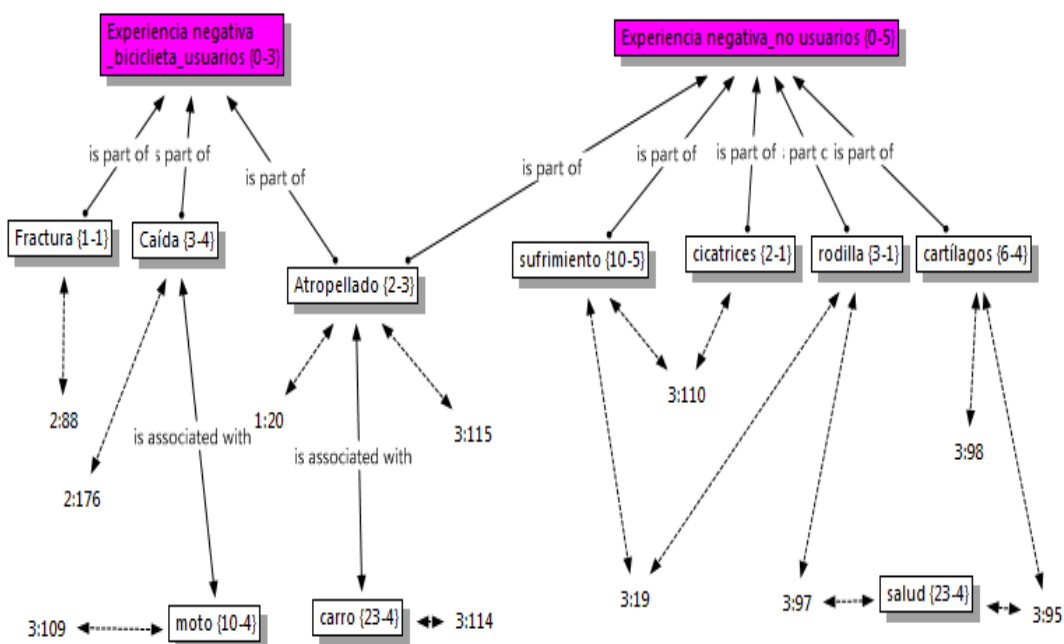 Experiencia negativa
_biciclieta_usuarios {0-3}
Experiencia negativa_no usuarios {0-5}
is part of
s part of
is part of
is part of
is part of
is part of
part
is part of
Fractura {1-1}
Caída {3-4}
Atropellado {2-3}
sufrimiento {10-5}
cicatrices {2-1}
rodilla {3-1}
cartílagos {6-4}
2:88
1:20
3:115
3:110
is associated with
is associated with
3:98
2:176
3:109
moto {10-4}
carro {23-4}
3:114
3:19
3:97
salud {23-4}
3:95